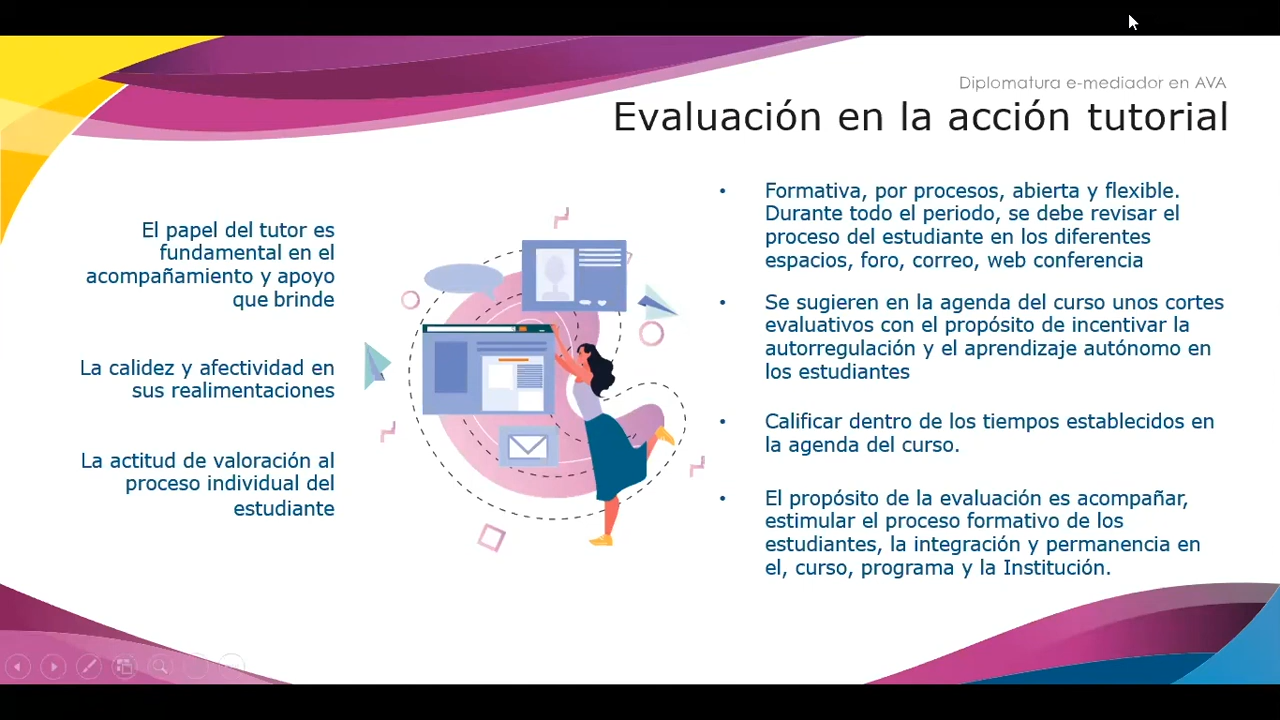 Diplomatura e-mediador en AVA
Evaluación en la acción tutorial
El papel del tutor es
fundamental en el
acompañamiento y apoyo
que brinde
La calidez y afectividad en
sus realimentaciones
La actitud de valoración al
proceso individual del
estudiante
• Formativa, por procesos, abierta y flexible.
Durante todo el periodo, se debe revisar el
proceso del estudiante en los diferentes
espacios, foro, correo, web conferencia
• Se sugieren en la agenda del curso unos cortes
evaluativos con el propósito de incentivar la
autorregulación y el aprendizaje autónomo en
los estudiantes
• Calificar dentro de los tiempos establecidos en
la agenda del curso.
• El propósito de la evaluación es acompañar,
estimular el proceso formativo de los
estudiantes, la integración y permanencia en
el, curso, programa y la Institución.